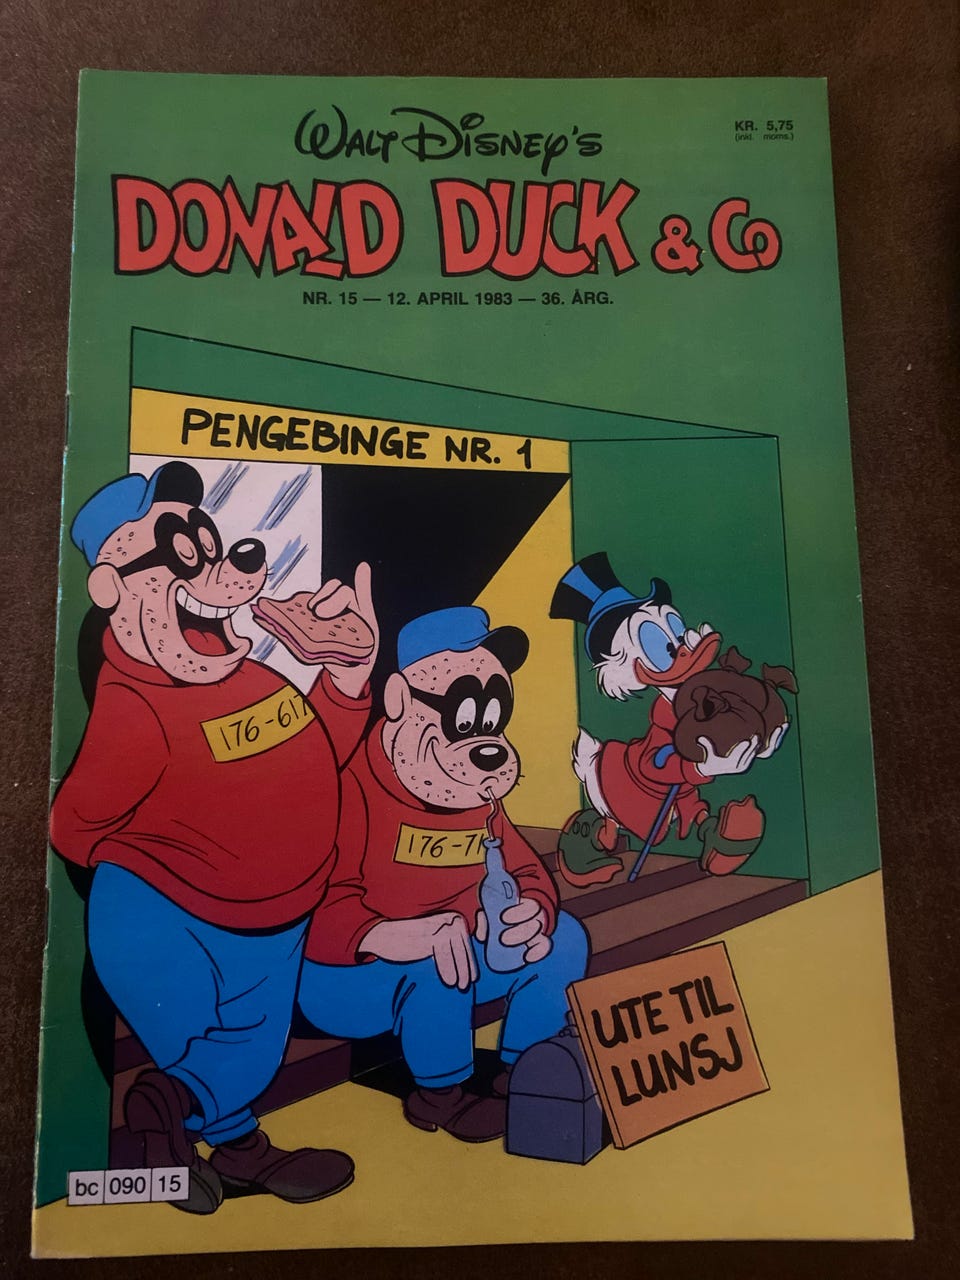 WALT DISNEY'S
KR. 5,75
(inkl. moms.)
DONALD DUCK & Co
NR. 15 — 12. APRIL 1983 — 36. ÅRG.
PENGEBINGE NR. 1
176-617
176-71
UTE TIL
LUNSJ
bc 090 15